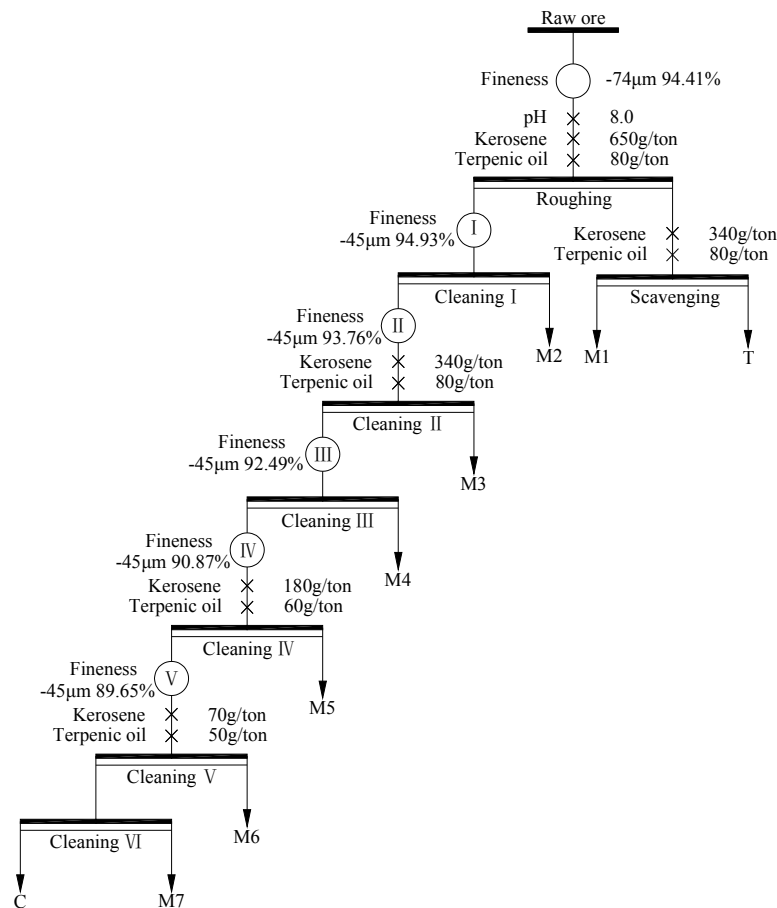 Raw ore
Fineness -74μm 94.41%
pH 8.0
Kerosene 650g/ton
Terpenic oil 80g/ton
Roughing
Fineness
-45μm 94.93%
I
Kerosene 340g/ton
Terpenic oil 80g/ton
Cleaning I
Scavenging
Fineness
-45μm 93.76%
II
M2
M1
T
Kerosene 340g/ton
Terpenic oil 80g/ton
Cleaning II
Fineness
-45μm 92.49%
III
M3
Cleaning III
Fineness
-45μm 90.87%
IV
M4
Kerosene 180g/ton
Terpenic oil 60g/ton
Cleaning IV
Fineness
-45μm 89.65%
V
M5
Kerosene 70g/ton
Terpenic oil 50g/ton
Cleaning V
M6
Cleaning VI
C
M7